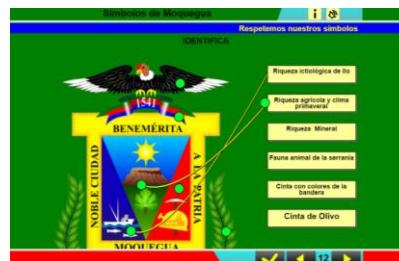 Símbolos de Moquegua
Respetemos nuestros símbolos
IDENTIFICA
Riqueza ictiológica de Ilo
1541
Riqueza agrícola y clima
primaveral
BENEMÉRITA
Riqueza Mineral
NOBLE CIUDAD
A LA PATRIA
Fauna animal de la serranía
Cinta con colores de la
bandera
Cinta de Olivo
MOQUEGUA
12